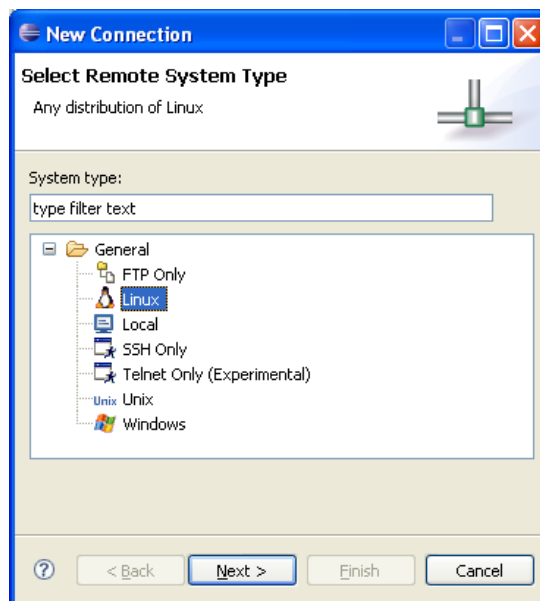 New Connection
Select Remote System Type
Any distribution of Linux
System type:
type filter text
General
FTP Only
Linux
Local
SSH Only
Telnet Only (Experimental)
Unix Unix
Windows
? < Back Next > Finish Cancel